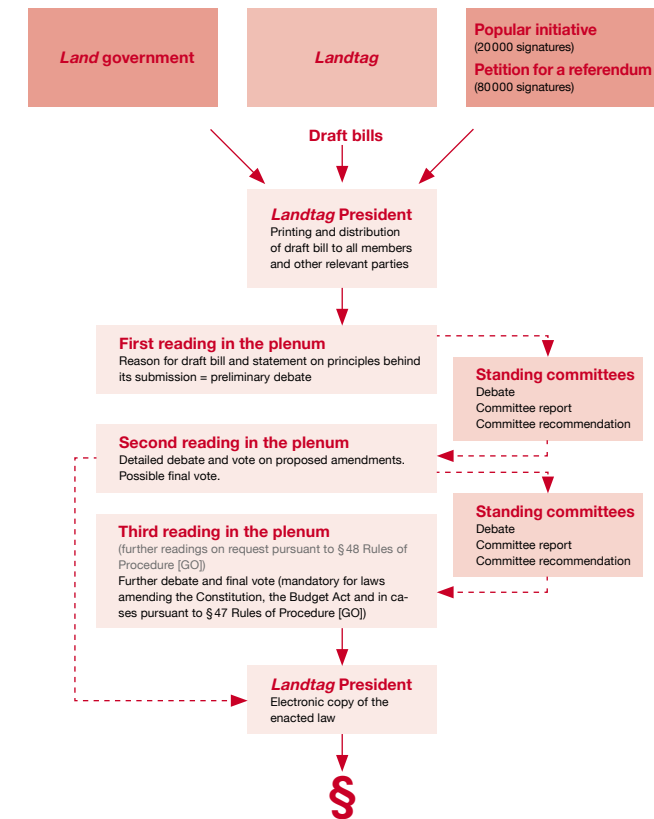 Land government
Landtag
Popular initiative
(20 000 signatures)
Petition for a referendum
(80 000 signatures)
Draft bills
Landtag President
Printing and distribution
of draft bill to all members
and other relevant parties
First reading in the plenum
Reason for draft bill and statement on principles behind
its submission = preliminary debate
Standing committees
Debate
Committee report
Committee recommendation
Second reading in the plenum
Detailed debate and vote on proposed amendments.
Possible final vote.
Standing committees
Debate
Committee report
Committee recommendation
Third reading in the plenum
(further readings on request pursuant to § 48 Rules of
Procedure [GO])
Further debate and final vote (mandatory for laws
amending the Constitution, the Budget Act and in ca-
ses pursuant to § 47 Rules of Procedure [GO])
Landtag President
Electronic copy of the
enacted law
§